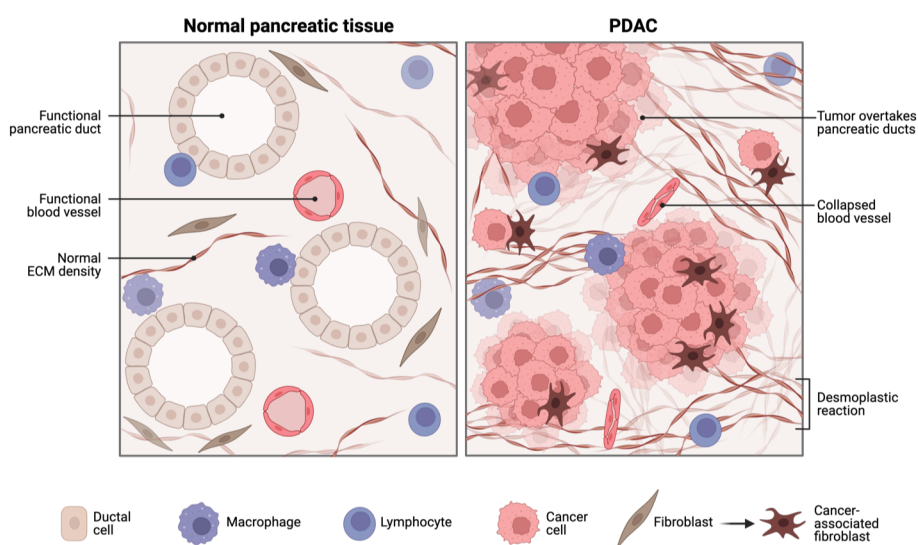 Normal pancreatic tissue
PDAC
Functional
pancreatic duct
Functional
blood vessel
Normal
ECM density
Tumor overtakes
pancreatic ducts
Collapsed
blood vessel
Desmoplastic
reaction
Ductal
cell
Macrophage
Lymphocyte
Cancer
cell
Fibroblast
Cancer-
associated
fibroblast